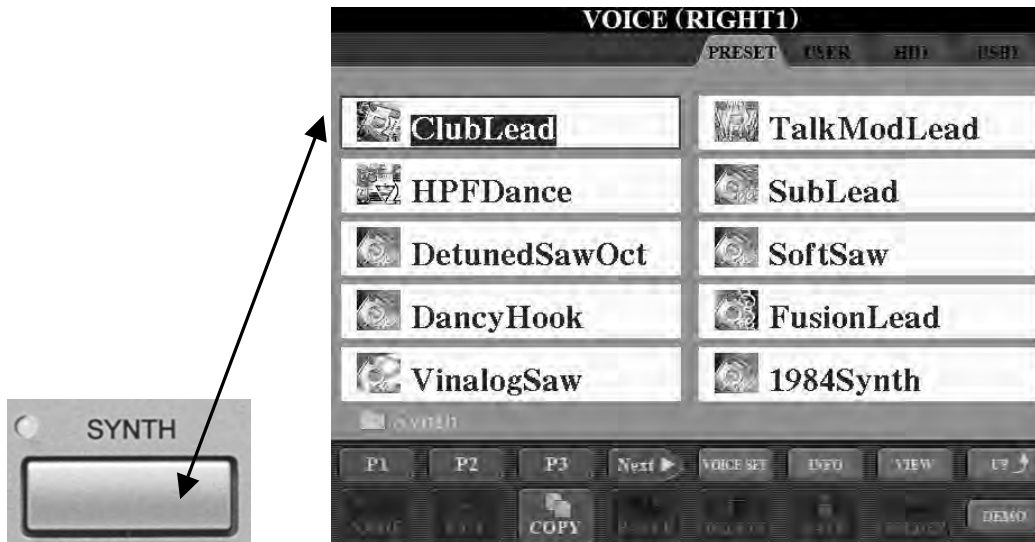 VOICE (RIGHT1)
PRESET USER HD1 USB1
ClubLead TalkModLead
HPFDance SubLead
DetunedSawOct SoftSaw
DancyHook FusionLead
VinalogSaw 1984Synth
Synth
SYNTH
P1 P2 P3 Next VOICE SET INFO VIEW UP
COPY DEMO